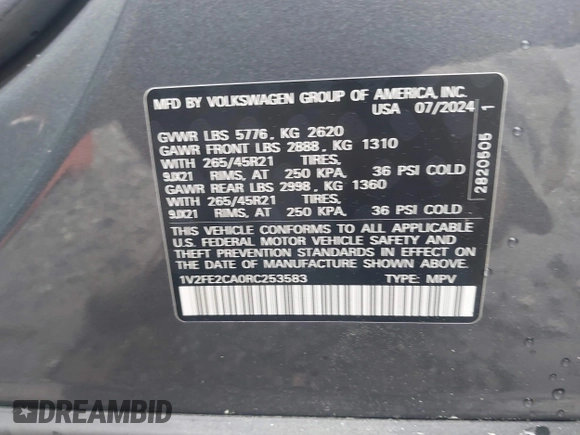 MFD BY VOLKSWAGEN GROUP OF AMERICA, INC.
USA 07/2024
GVWR LBS 5776, KG 2620
GAWR FRONT LBS 2888, KG 1310
WITH 265/45R21 TIRES,
9JX21 RIMS, AT 250 KPA, 36 PSI COLD
GAWR REAR LBS 2998, KG 1360
WITH 265/45R21 TIRES,
9JX21 RIMS, AT 250 KPA, 36 PSI COLD
THIS VEHICLE CONFORMS TO ALL APPLICABLE
U.S. FEDERAL MOTOR VEHICLE SAFETY AND
THEFT PREVENTION STANDARDS IN EFFECT ON
THE DATE OF MANUFACTURE SHOWN ABOVE.
1V2FE2CA0RC253583 TYPE: MPV
2820505 1
DREAMBID